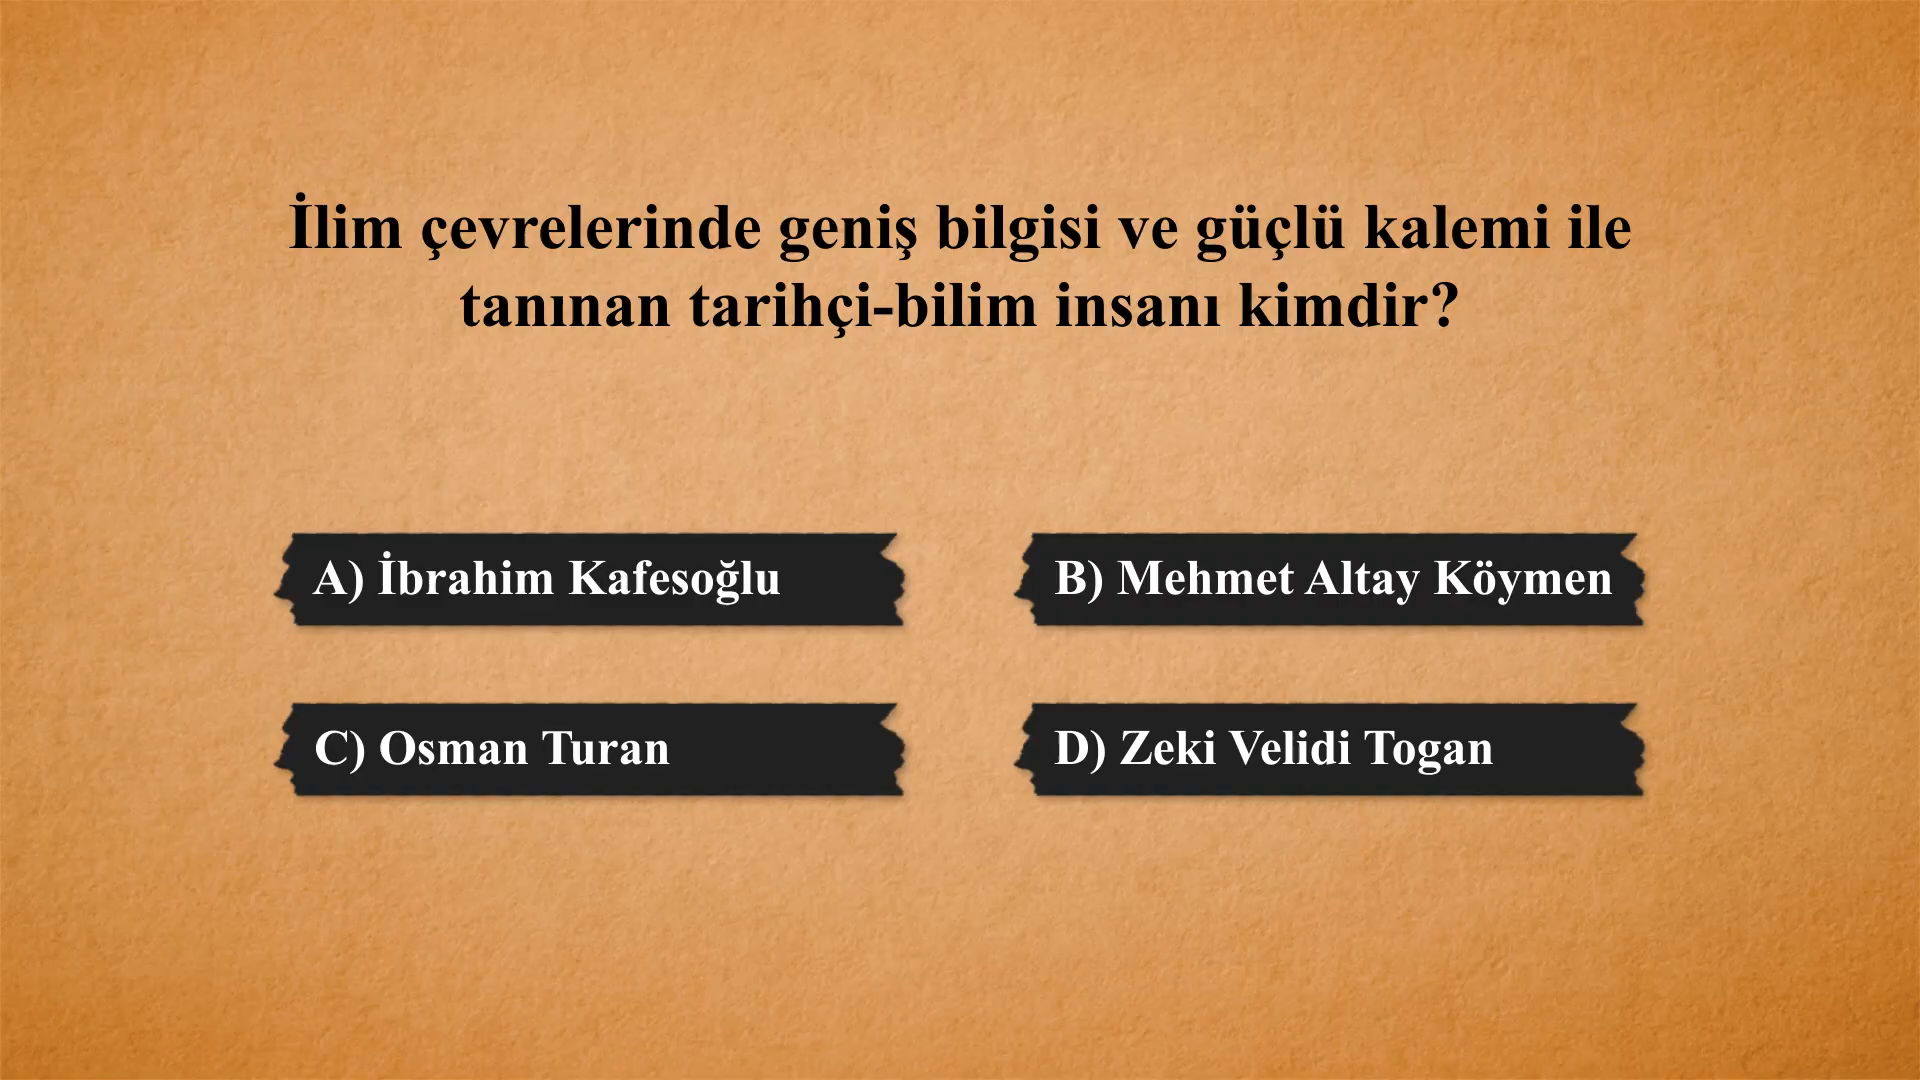 İlim çevrelerinde geniş bilgisi ve güçlü kalemi ile
tanınan tarihçi-bilim insanı kimdir?
A) İbrahim Kafesoğlu
B) Mehmet Altay Köymen
C) Osman Turan
D) Zeki Velidi Togan